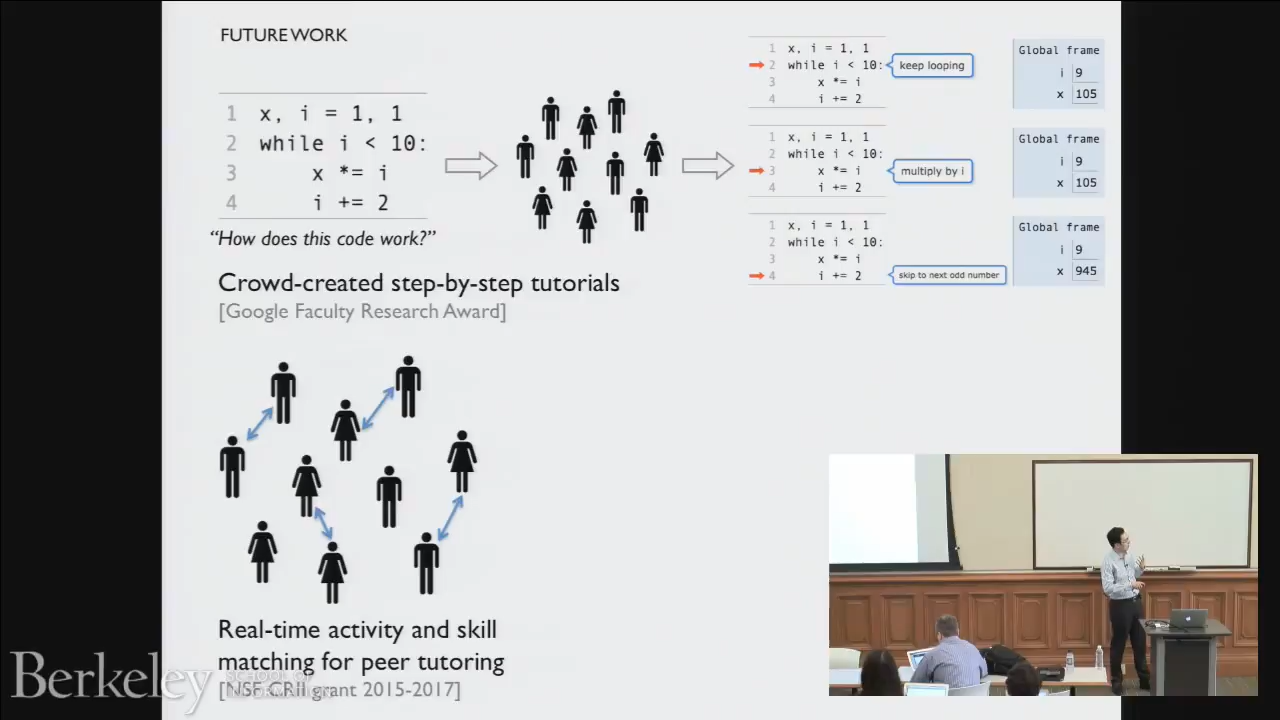 FUTURE WORK
1 x, i = 1, 1
2 while i < 10:
3 x *= i
4 i += 2
“How does this code work?”
Crowd-created step-by-step tutorials
[Google Faculty Research Award]
1 x, i = 1, 1
2 while i < 10:
3 x *= i
4 i += 2
keep looping
Global frame
i 9
x 105
1 x, i = 1, 1
2 while i < 10:
3 x *= i
4 i += 2
multiply by i
Global frame
i 9
x 105
1 x, i = 1, 1
2 while i < 10:
3 x *= i
4 i += 2
skip to next odd number
Global frame
i 9
x 945
Real-time activity and skill
matching for peer tutoring
[NSF CRII grant 2015-2017]
Berkeley
SCHOOL OF